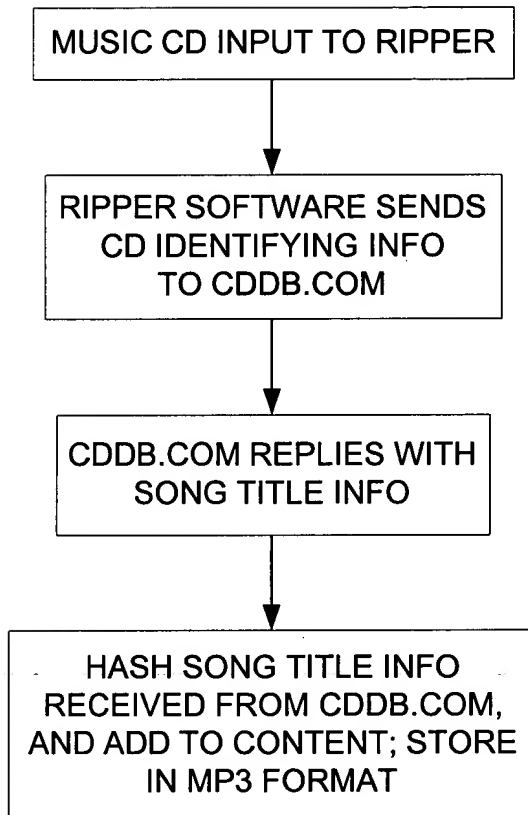 MUSIC CD INPUT TO RIPPER
RIPPER SOFTWARE SENDS
CD IDENTIFYING INFO
TO CDDB.COM
CDDB.COM REPLIES WITH
SONG TITLE INFO
HASH SONG TITLE INFO
RECEIVED FROM CDDB.COM,
AND ADD TO CONTENT; STORE
IN MP3 FORMAT